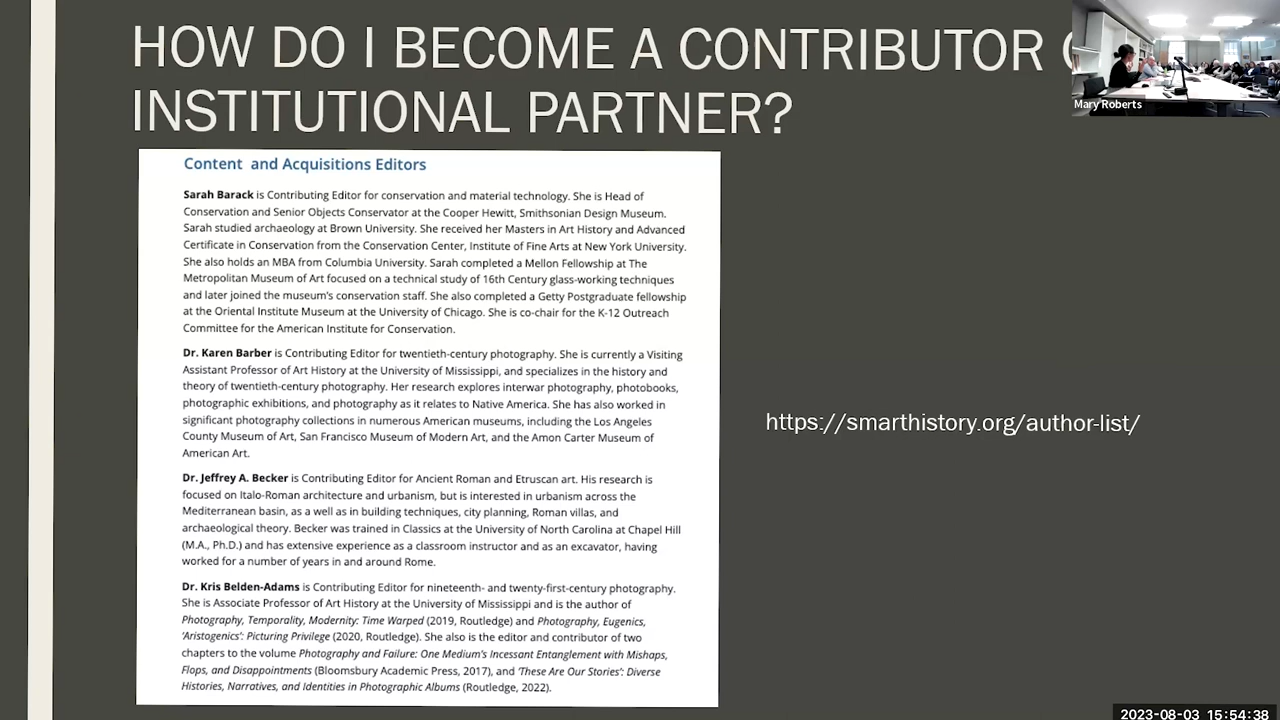 HOW DO I BECOME A CONTRIBUTOR
INSTITUTIONAL PARTNER?
Mary Roberts
Content and Acquisitions Editors
Sarah Barack is Contributing Editor for conservation and material technology. She is Head of
Conservation and Senior Objects Conservator at the Cooper Hewitt, Smithsonian Design Museum.
Sarah studied archaeology at Brown University. She received her Masters in Art History and Advanced
Certificate in Conservation from the Conservation Center, Institute of Fine Arts at New York University.
She also holds an MBA from Columbia University. Sarah completed a Mellon Fellowship at The
Metropolitan Museum of Art focused on a technical study of 16th Century glass-working techniques
and later joined the museum's conservation staff. She also completed a Getty Postgraduate fellowship
at the Oriental Institute Museum at the University of Chicago. She is co-chair for the K-12 Outreach
Committee for the American Institute for Conservation.
Dr. Karen Barber is Contributing Editor for twentieth-century photography. She is currently a Visiting
Assistant Professor of Art History at the University of Mississippi, and specializes in the history and
theory of twentieth-century photography. Her research explores interwar photography, photobooks,
photographic exhibitions, and photography as it relates to Native America. She has also worked in
significant photography collections in numerous American museums, including the Los Angeles
County Museum of Art, San Francisco Museum of Modern Art, and the Amon Carter Museum of
American Art.
Dr. Jeffrey A. Becker is Contributing Editor for Ancient Roman and Etruscan art. His research is
focused on Italo-Roman architecture and urbanism, but is interested in urbanism across the
Mediterranean basin, as a well as in building techniques, city planning, Roman villas, and
archaeological theory. Becker was trained in Classics at the University of North Carolina at Chapel Hill
(M.A., Ph.D.) and has extensive experience as a classroom instructor and as an excavator, having
worked for a number of years in and around Rome.
Dr. Kris Belden-Adams is Contributing Editor for nineteenth- and twenty-first-century photography.
She is Associate Professor of Art History at the University of Mississippi and is the author of
Photography, Temporality, Modernity: Time Warped (2019, Routledge) and Photography, Eugenics,
'Aristogenics': Picturing Privilege (2020, Routledge). She also is the editor and contributor of two
chapters to the volume Photography and Failure: One Medium's Incessant Entanglement with Mishaps,
Flops, and Disappointments (Bloomsbury Academic Press, 2017), and 'These Are Our Stories': Diverse
Histories, Narratives, and Identities in Photographic Albums (Routledge, 2022).
https://smarthistory.org/author-list/
2023-08-03 15:54:38